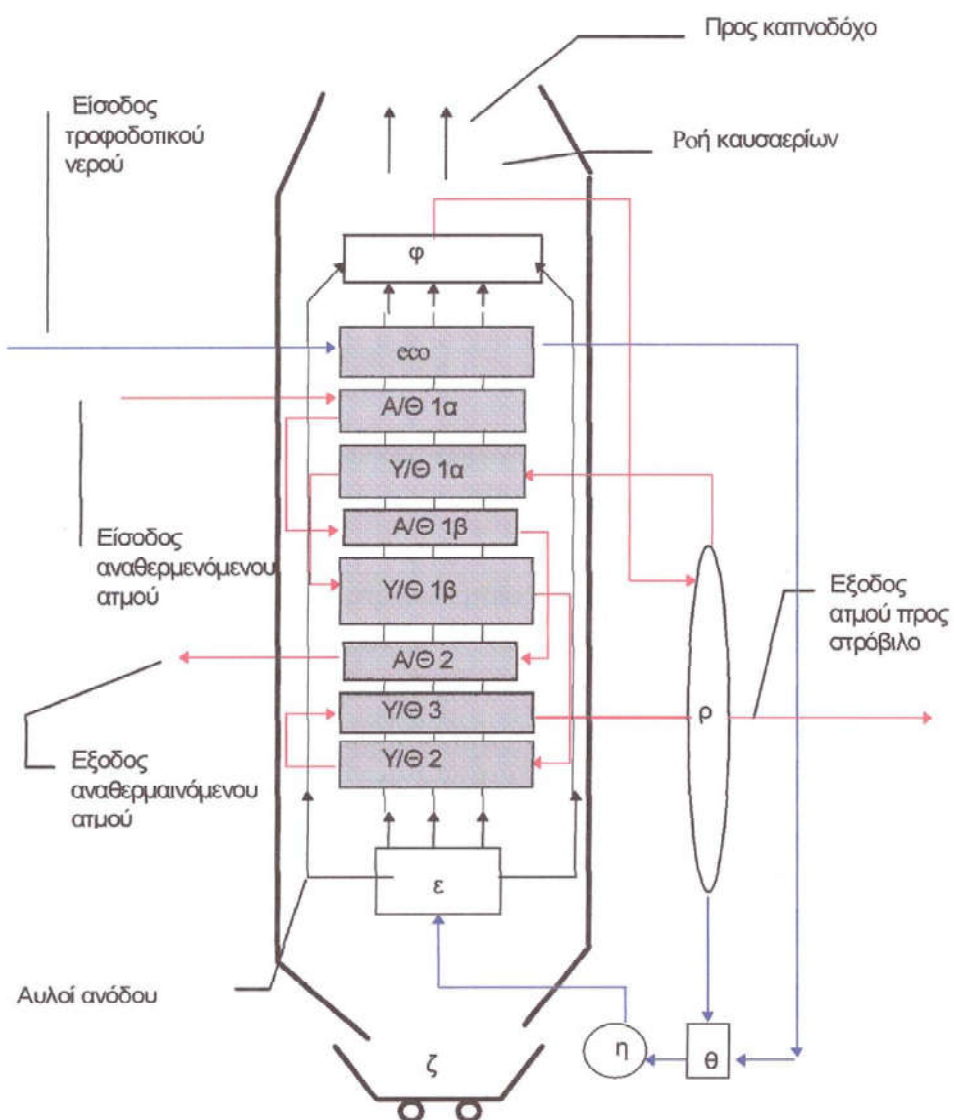 Προς καπνοδόχο
Είσοδος
τροφοδοτικού
νερού
Ροή καυσαερίων
φ
eco
Α/Θ 1α
Υ/Θ 1α
Α/Θ 1β
Είσοδος
αναθερμενόμενου
ατμού
Υ/Θ 1β
Εξοδος
ατμού προς
στρόβιλο
Α/Θ 2
Υ/Θ 3
ρ
Υ/Θ 2
Εξοδος
αναθερμαινόμενου
ατμού
ε
Αυλοί ανόδου
η
θ
ζ